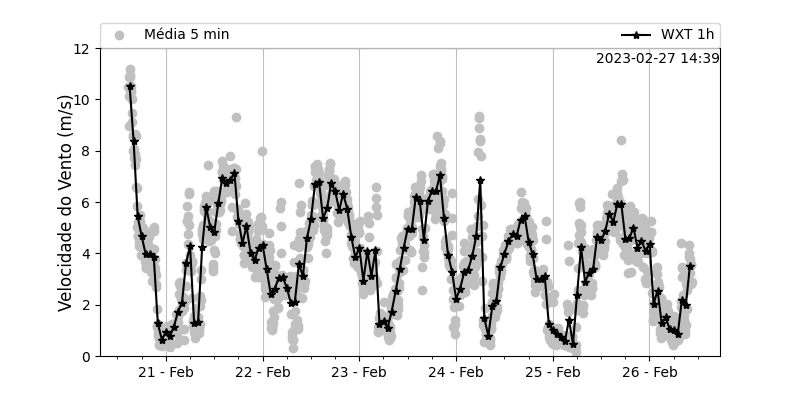 Média 5 min
WXT 1h
2023-02-27 14:39
Velocidade do Vento (m/s)
12
10
8
6
4
2
0
21 - Feb
22 - Feb
23 - Feb
24 - Feb
25 - Feb
26 - Feb